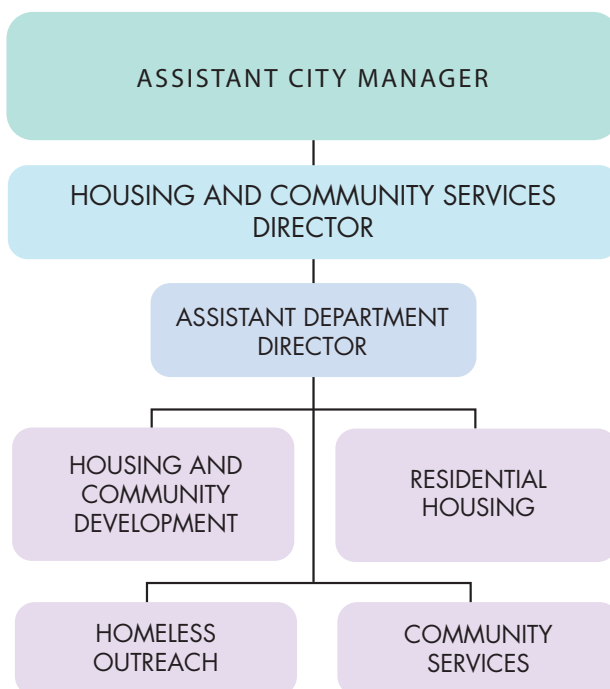 ASSISTANT CITY MANAGER
HOUSING AND COMMUNITY SERVICES
DIRECTOR
ASSISTANT DEPARTMENT
DIRECTOR
HOUSING AND
COMMUNITY
DEVELOPMENT
RESIDENTIAL
HOUSING
HOMELESS
OUTREACH
COMMUNITY
SERVICES